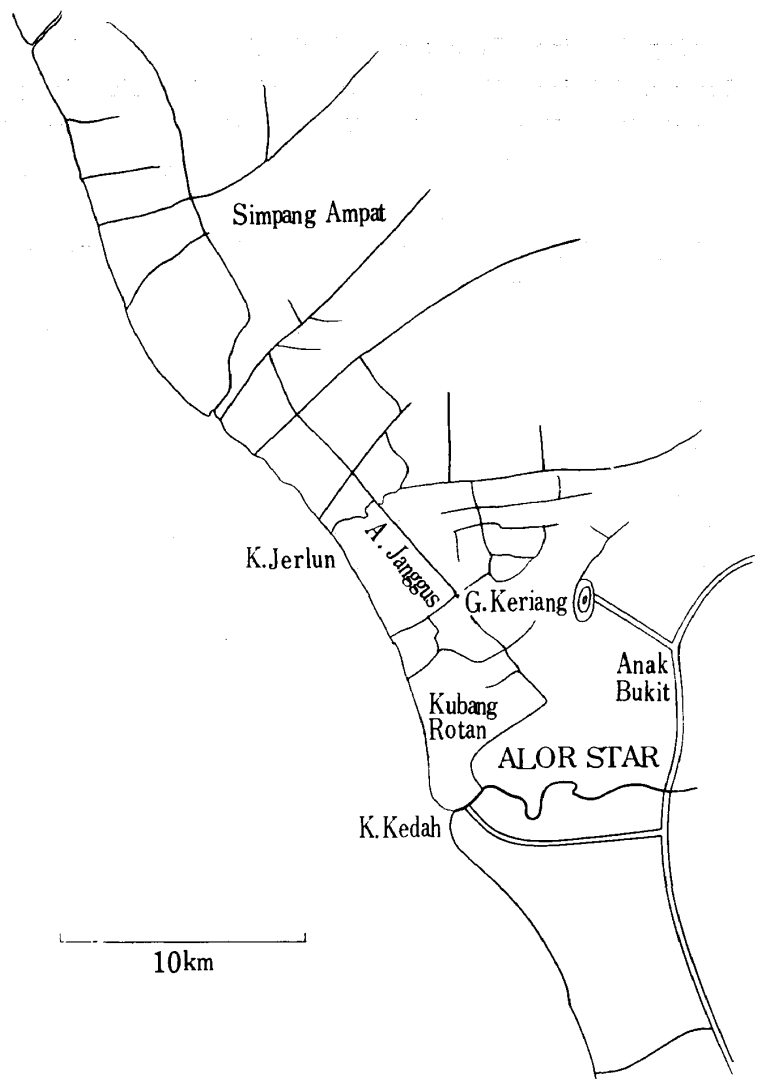 Simpang Ampat
K.Jerlun
A. Janggus
G.Keriang
Anak
Bukit
Kubang
Rotan
ALOR STAR
K.Kedah
10km